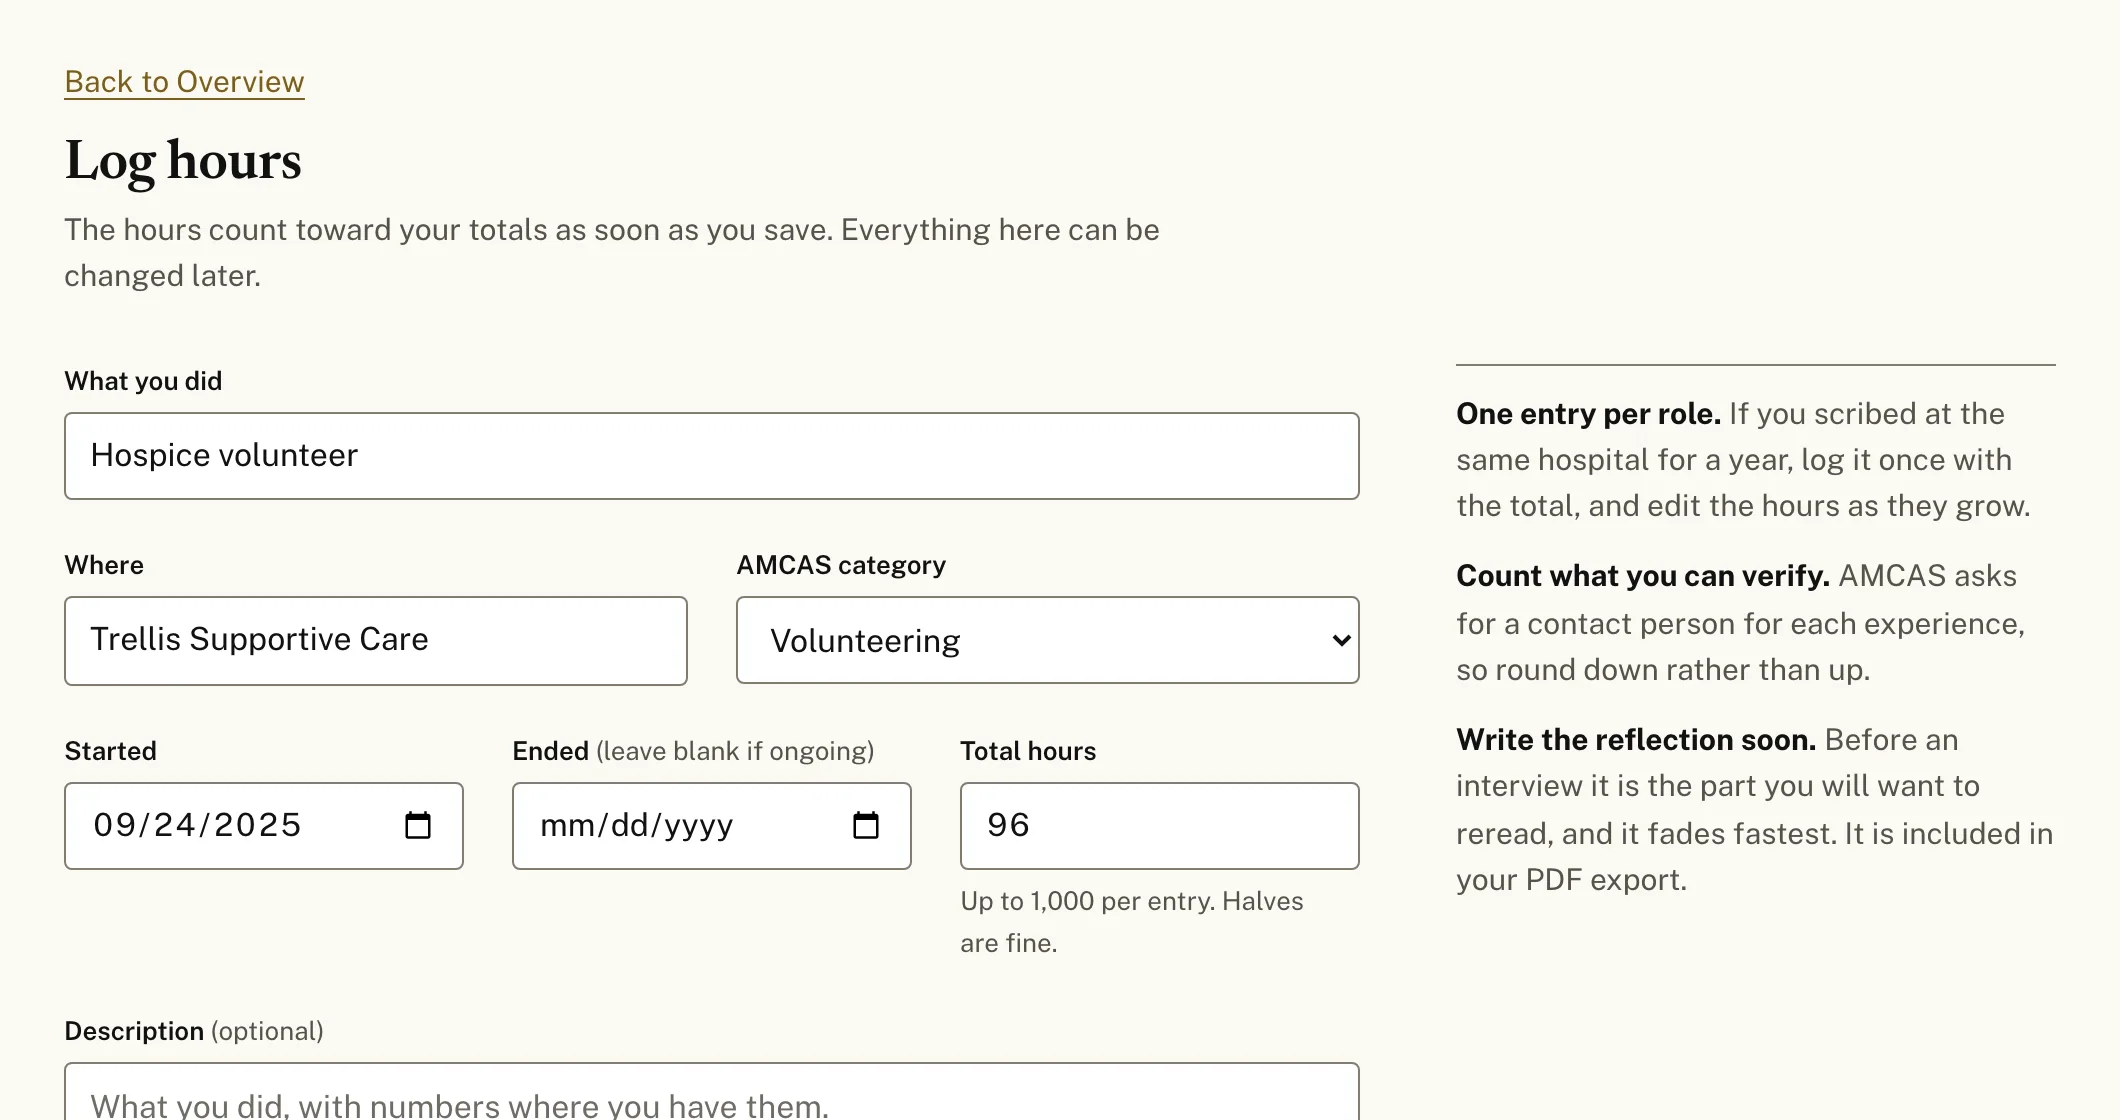 Back to Overview
Log hours
The hours count toward your totals as soon as you save. Everything here can be
changed later.
What you did
Hospice volunteer
Where
Trellis Supportive Care
AMCAS category
Volunteering
Started
09/24/2025
Ended (leave blank if ongoing)
mm/dd/yyyy
Total hours
96
Up to 1,000 per entry. Halves
are fine.
Description (optional)
What you did, with numbers where you have them.
One entry per role. If you scribed at the
same hospital for a year, log it once with
the total, and edit the hours as they grow.
Count what you can verify. AMCAS asks
for a contact person for each experience,
so round down rather than up.
Write the reflection soon. Before an
interview it is the part you will want to
reread, and it fades fastest. It is included in
your PDF export.